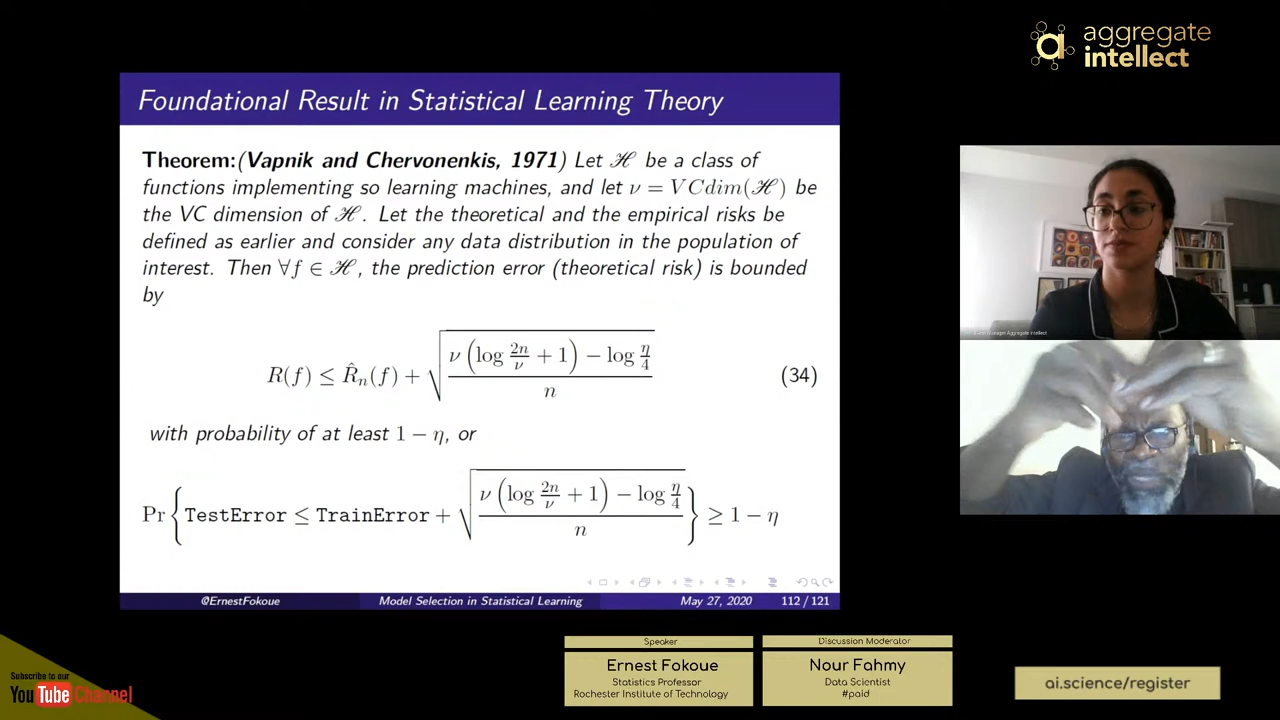 aggregate
intellect
Foundational Result in Statistical Learning Theory
Theorem:(Vapnik and Chervonenkis, 1971) Let ℋ be a class of
functions implementing so learning machines, and let ν = VCdim(ℋ) be
the VC dimension of ℋ. Let the theoretical and the empirical risks be
defined as earlier and consider any data distribution in the population of
interest. Then ∀f ∈ ℋ, the prediction error (theoretical risk) is bounded
by
R(f) ≤ R̂ₙ(f) + √((ν(log 2n/ν + 1) − log η/4)/n) (34)
with probability of at least 1 − η, or
Pr{TestError ≤ TrainError + √((ν(log 2n/ν + 1) − log η/4)/n)} ≥ 1 − η
@ErnestFokoue Model Selection in Statistical Learning May 27, 2020 112 / 121
Speaker
Ernest Fokoue
Statistics Professor
Rochester Institute of Technology
Discussion Moderator
Nour Fahmy
Data Scientist
#paid
Subscribe to our
YouTube Channel
ai.science/register